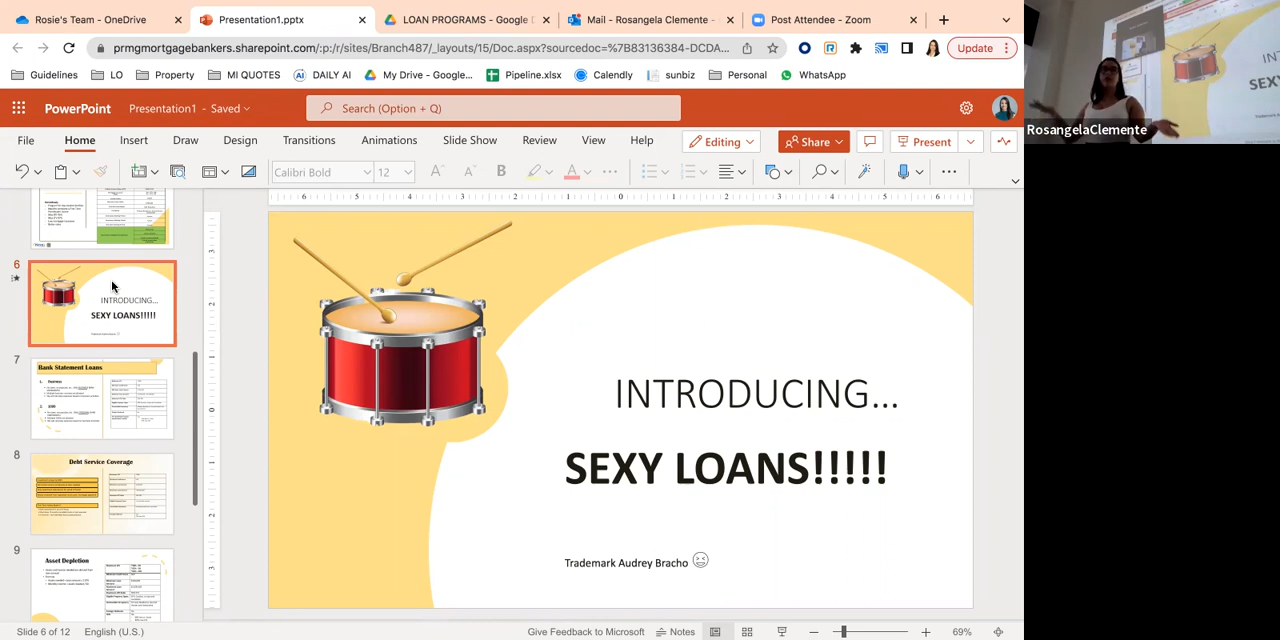 Rosie's Team - OneDrive
Presentation1.pptx
LOAN PROGRAMS - Google D
Mail - Rosangela Clemente -
Post Attendee - Zoom
prmgmortgagebankers.sharepoint.com/:p:/r/sites/Branch487/_layouts/15/Doc.aspx?sourcedoc=%7B83136384-DCDA...
Update
Guidelines
LO
Property
MI QUOTES
DAILY AI
My Drive - Google...
Pipeline.xlsx
Calendly
sunbiz
Personal
WhatsApp
PowerPoint
Presentation1 - Saved
Search (Option + Q)
File
Home
Insert
Draw
Design
Transitions
Animations
Slide Show
Review
View
Help
Editing
Share
Present
Calibri Bold
12
6
INTRODUCING...
SEXY LOANS!!!!!
7
Bank Statement Loans
8
Debt Service Coverage
9
Asset Depletion
INTRODUCING...
SEXY LOANS!!!!!
Trademark Audrey Bracho
RosangelaClemente
Slide 6 of 12
English (U.S.)
Give Feedback to Microsoft
Notes
69%